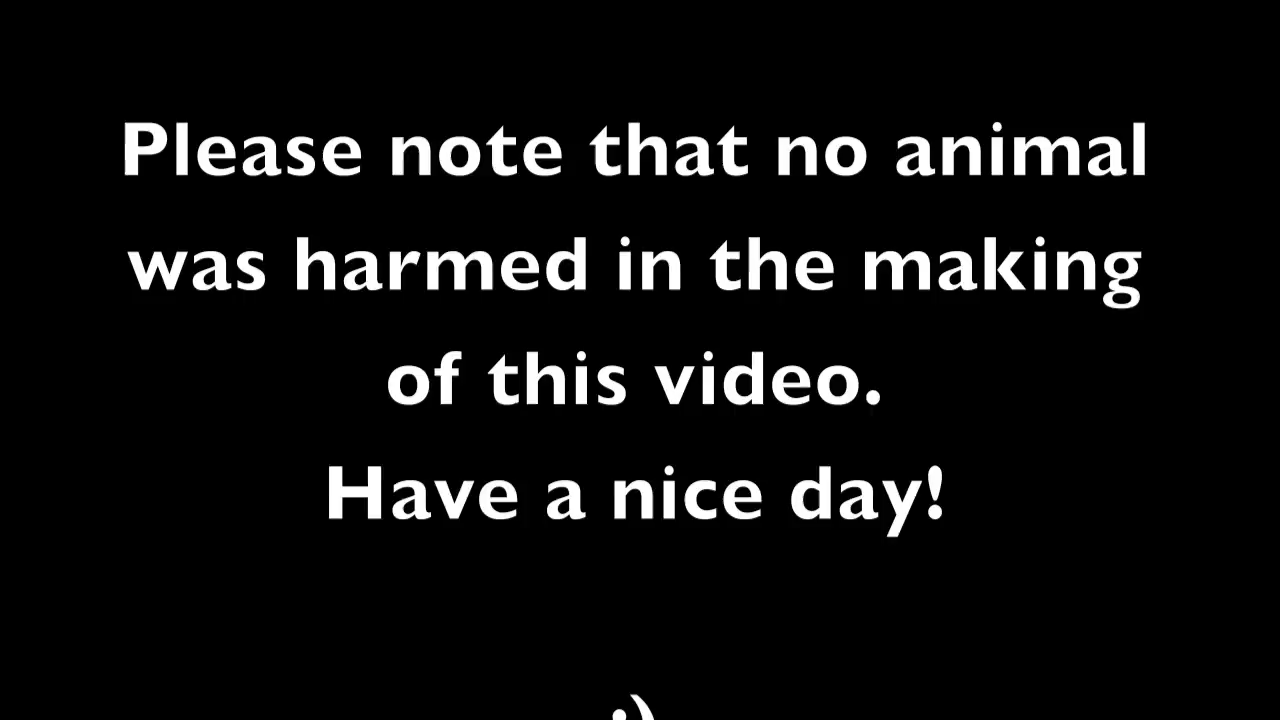 Please note that no animal
was harmed in the making
of this video.
Have a nice day!
:)